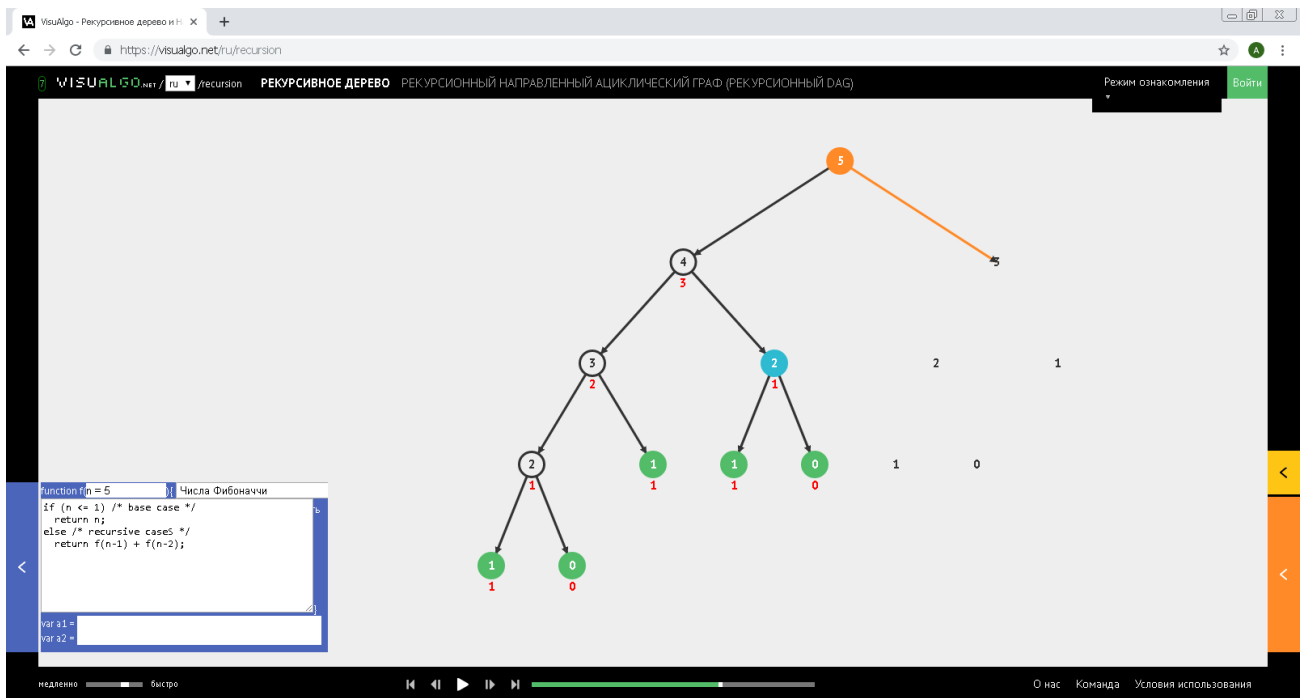 VisuAlgo - Рекурсивное дерево и Н
https://visualgo.net/ru/recursion
A
7 VISUALGO.NET / ru /recursion РЕКУРСИВНОЕ ДЕРЕВО РЕКУРСИОННЫЙ НАПРАВЛЕННЫЙ АЦИКЛИЧЕСКИЙ ГРАФ (РЕКУРСИОННЫЙ DAG) Режим ознакомления Войти
5
4 3
3
3 2 2 1
2 1
2 1 1 0 1 0
1 1 1 0
1 0
1 0
function f(n = 5 ){ Числа Фибоначчи
if (n <= 1) /* base case */
return n;
else /* recursive caseS */
return f(n-1) + f(n-2);
}
var a1 =
var a2 =
медленно быстро О нас Команда Условия использования